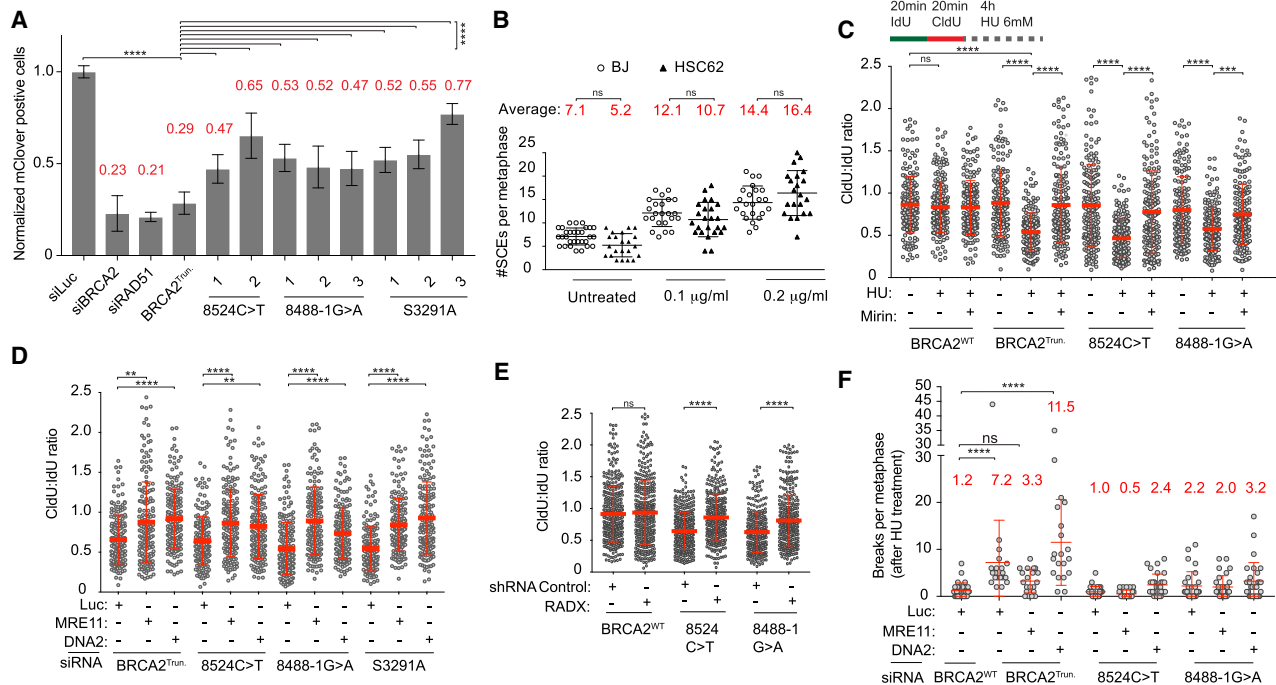 A
****
****
Normalized mClover postive cells
1.0
0.5
0
0.23
0.21
0.29
0.47
0.65
0.53
0.52
0.47
0.52
0.55
0.77
siLuc
siBRCA2
siRAD51
BRCA2Trun.
1 2 1 2 3 1 2 3
8524C>T
8488-1G>A
S3291A
B
BJ
HSC62
ns ns ns
Average: 7.1 5.2 12.1 10.7 14.4 16.4
#SCEs per metaphase
25
20
15
10
5
0
Untreated
0.1 µg/ml
0.2 µg/ml
C
20min IdU
20min CldU
4h HU 6mM
****
ns
**** ****
**** ****
**** ***
CldU:IdU ratio
2.5
2.0
1.5
1.0
0.5
0
HU: - + + - + + - + + - + +
Mirin: - - + - - + - - + - - +
BRCA2WT
BRCA2Trun.
8524C>T
8488-1G>A
D
** **** ****
**** ** **** ****
CldU:IdU ratio
2.5
2.0
1.5
1.0
0.5
0
Luc: + - - + - - + - - + - -
MRE11: - + - - + - - + - - + -
DNA2: - - + - - + - - + - - +
siRNA
BRCA2Trun.
8524C>T
8488-1G>A
S3291A
E
ns **** ****
CldU:IdU ratio
2.5
2.0
1.5
1.0
0.5
0
shRNA Control: + - + - + -
RADX: - + - + - +
BRCA2WT
8524 C>T
8488-1 G>A
F
****
ns
****
Breaks per metaphase
(after HU treatment)
50
45
40
35
30
30
20
10
0
1.2
7.2
3.3
11.5
1.0
0.5
2.4
2.2
2.0
3.2
Luc: + + - - + - - + - -
MRE11: - - + - - + - - + -
DNA2: - - - + - - + - - +
siRNA
BRCA2WT
BRCA2Trun.
8524C>T
8488-1G>A